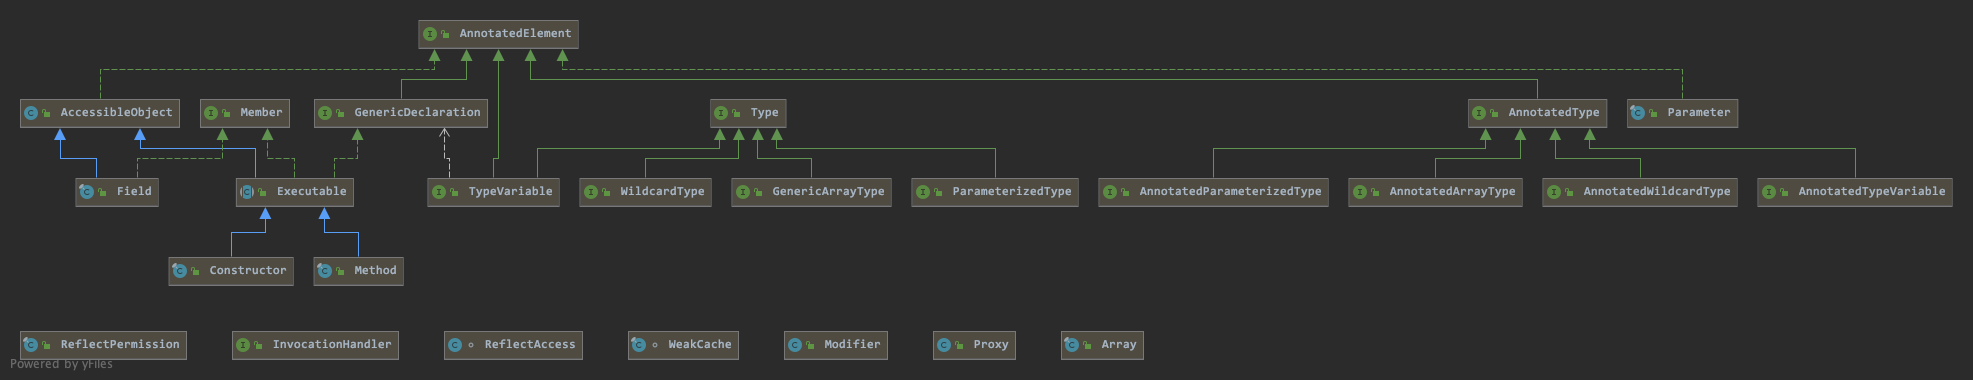 AnnotatedElement
AccessibleObject
Member
GenericDeclaration
Type
AnnotatedType
Parameter
Field
Executable
TypeVariable
WildcardType
GenericArrayType
ParameterizedType
AnnotatedParameterizedType
AnnotatedArrayType
AnnotatedWildcardType
AnnotatedTypeVariable
Constructor
Method
ReflectPermission
InvocationHandler
ReflectAccess
WeakCache
Modifier
Proxy
Array
Powered by yFiles